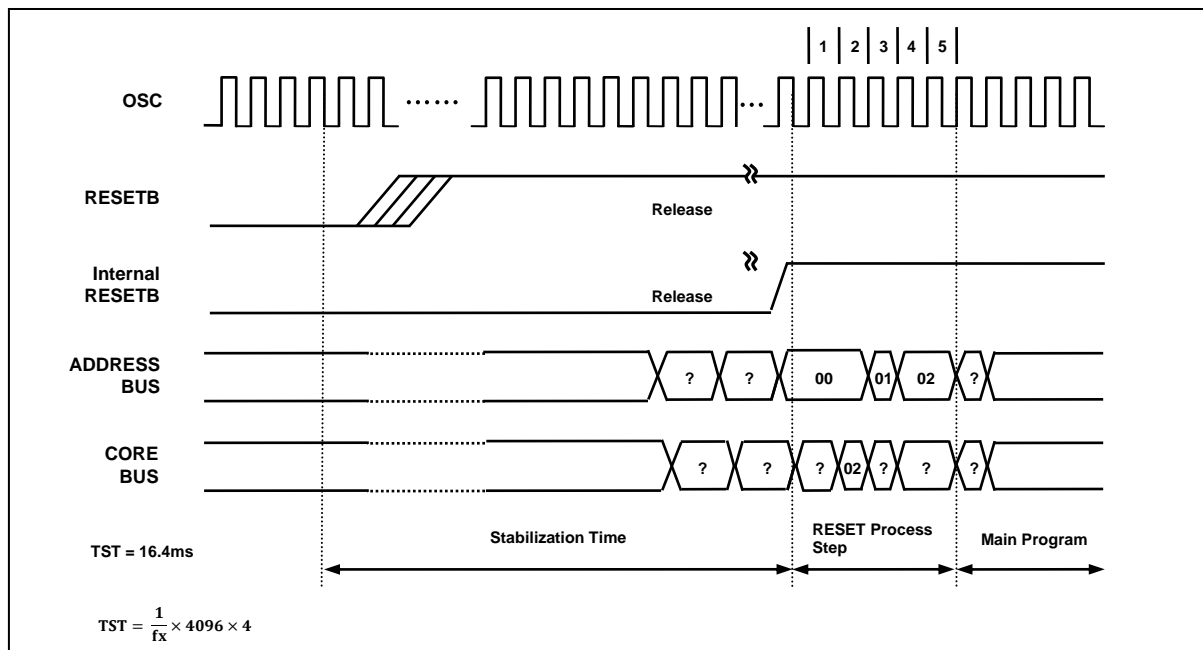 1 2 3 4 5
OSC
......
...
RESETB
Release
Internal
RESETB
Release
ADDRESS
BUS
? ? 00 01 02 ?
CORE
BUS
? ? ? 02 ? ? ?
TST = 16.4ms
Stabilization Time
RESET Process
Step
Main Program
TST = 1/fx × 4096 × 4